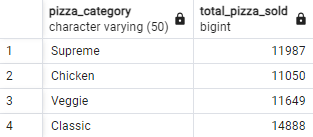 pizza_category total_pizza_sold
character varying (50) bigint
1 Supreme 11987
2 Chicken 11050
3 Veggie 11649
4 Classic 14888